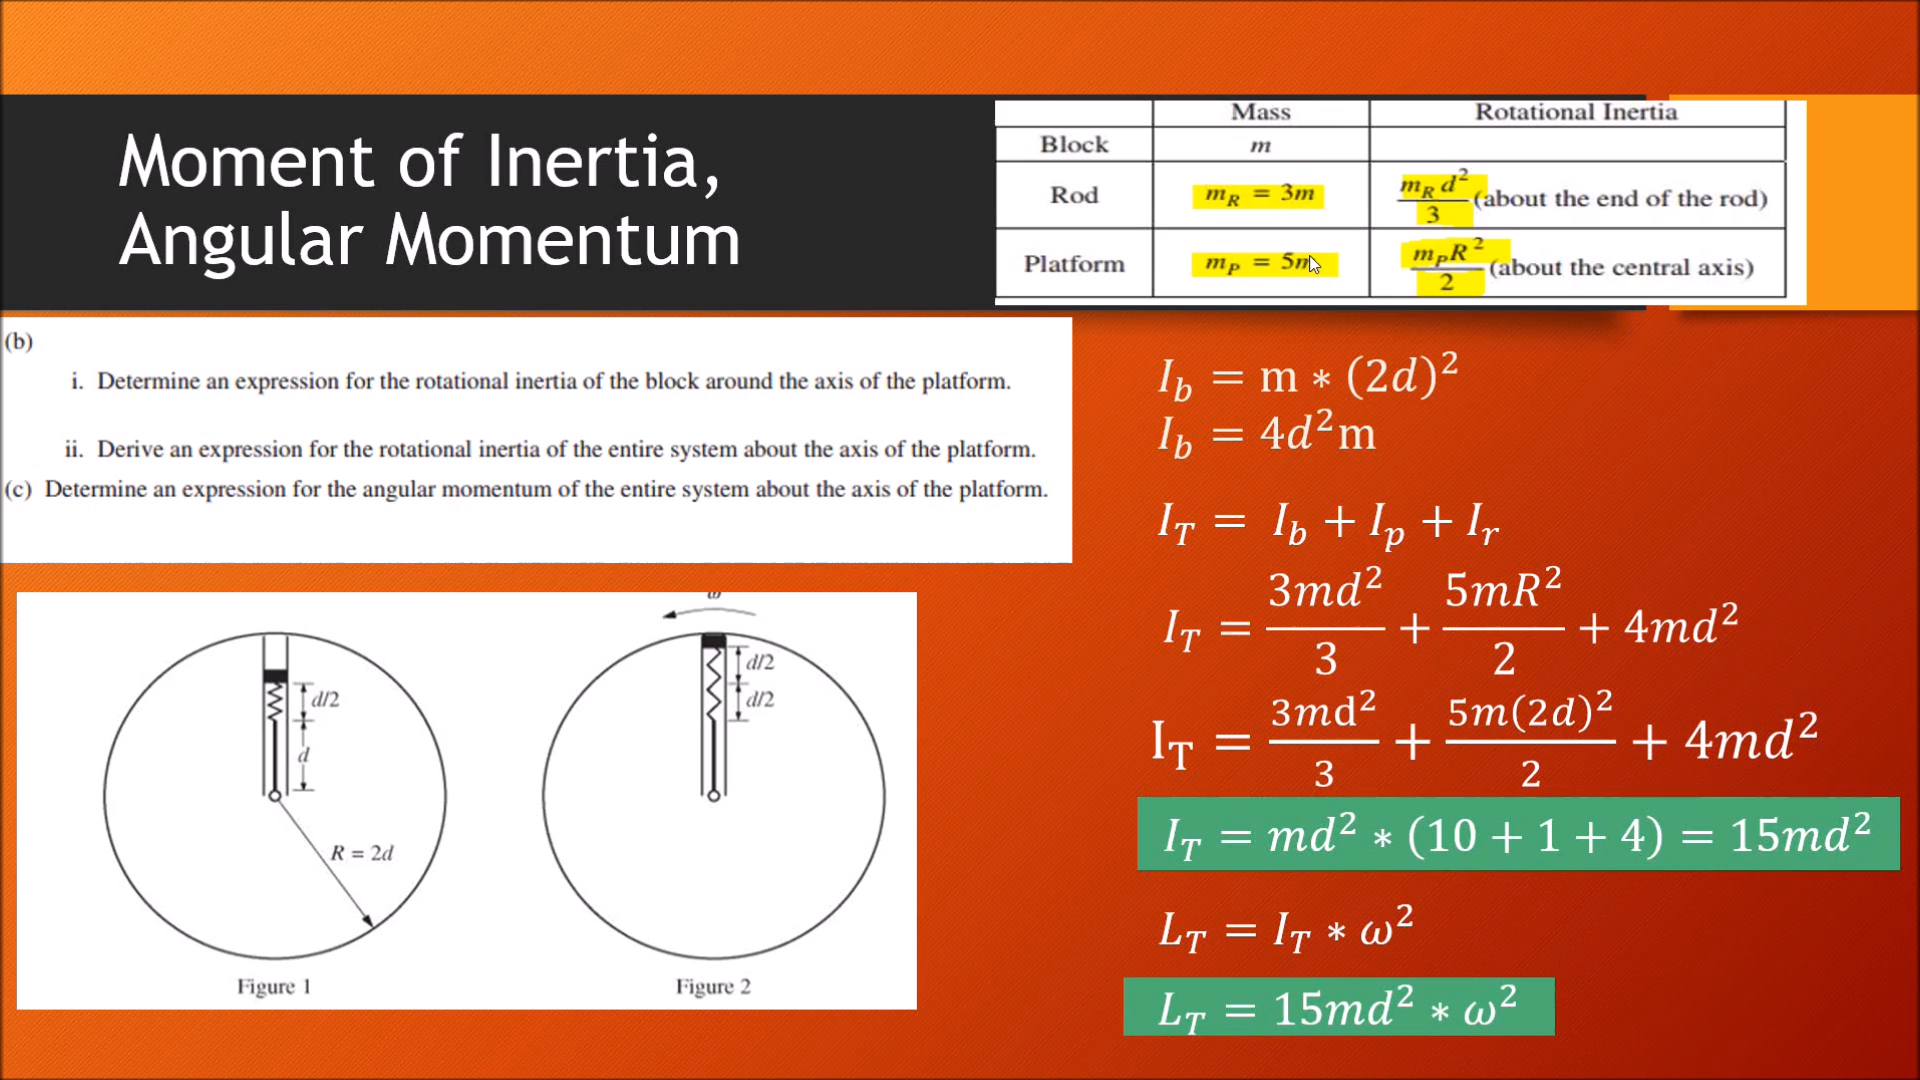 Moment of Inertia,
Angular Momentum
Mass Rotational Inertia
Block m
Rod m_R = 3m m_R d²/3 (about the end of the rod)
Platform m_P = 5m m_P R²/2 (about the central axis)
(b)
i. Determine an expression for the rotational inertia of the block around the axis of the platform.
ii. Derive an expression for the rotational inertia of the entire system about the axis of the platform.
(c) Determine an expression for the angular momentum of the entire system about the axis of the platform.
d/2
d
R = 2d
Figure 1
ω
d/2
d/2
Figure 2
I_b = m * (2d)²
I_b = 4d²m
I_T = I_b + I_p + I_r
I_T = 3md²/3 + 5mR²/2 + 4md²
I_T = 3md²/3 + 5m(2d)²/2 + 4md²
I_T = md² * (10 + 1 + 4) = 15md²
L_T = I_T * ω²
L_T = 15md² * ω²